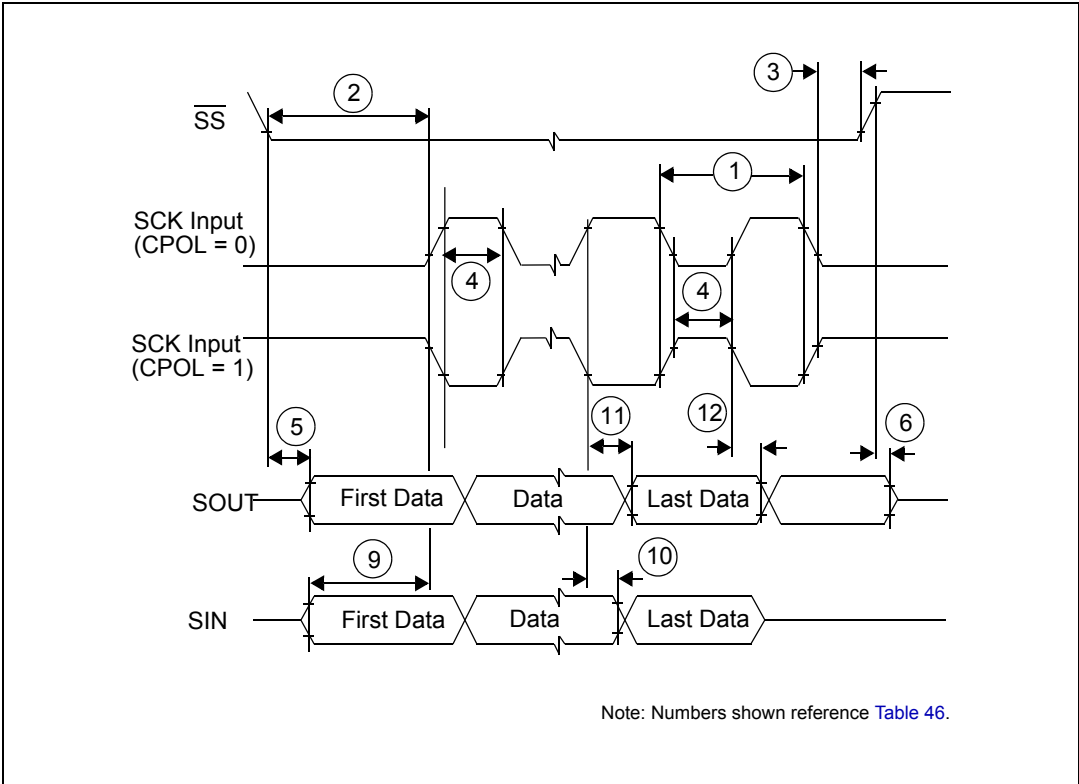 3
2
SS
1
SCK Input
(CPOL = 0)
4
4
SCK Input
(CPOL = 1)
5
11
12
6
SOUT
First Data
Data
Last Data
9
10
SIN
First Data
Data
Last Data
Note: Numbers shown reference Table 46.